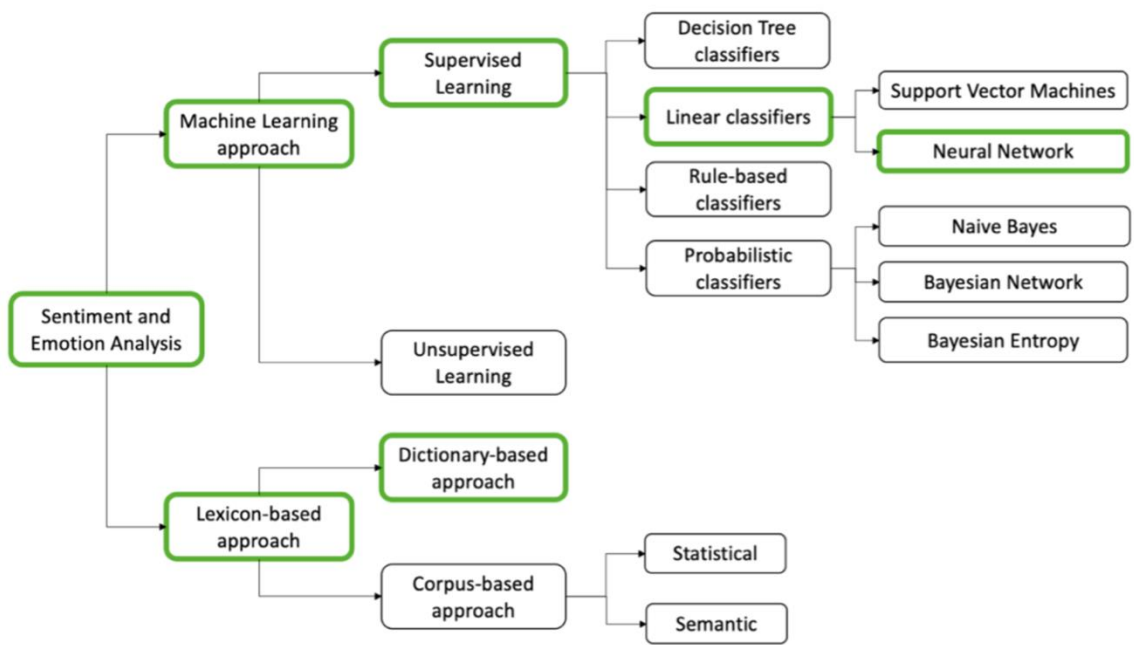 Sentiment and
Emotion Analysis
Machine Learning
approach
Supervised
Learning
Decision Tree
classifiers
Linear classifiers
Support Vector Machines
Neural Network
Rule-based
classifiers
Probabilistic
classifiers
Naive Bayes
Bayesian Network
Bayesian Entropy
Unsupervised
Learning
Lexicon-based
approach
Dictionary-based
approach
Corpus-based
approach
Statistical
Semantic